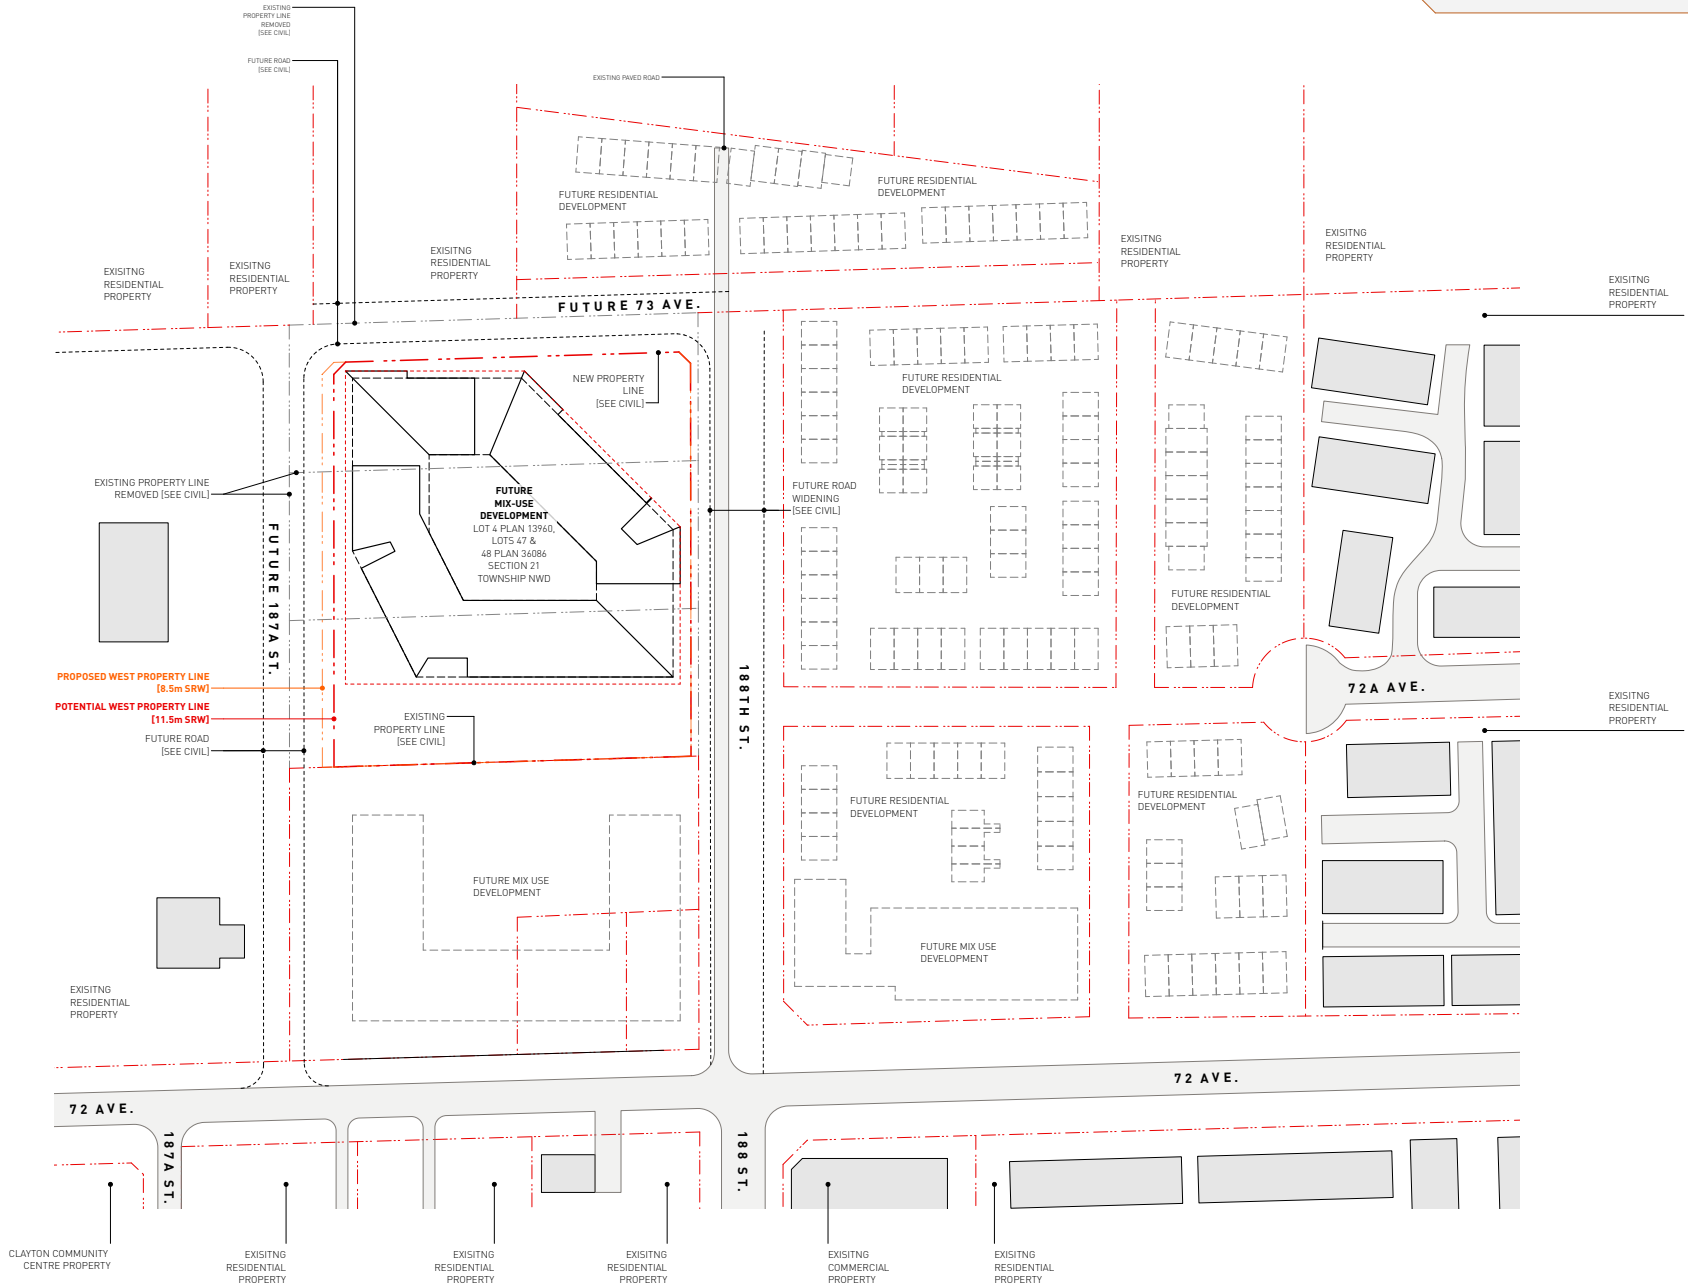 EXISTING
PROPERTY LINE
REMOVED
[SEE CIVIL]
FUTURE ROAD
[SEE CIVIL]
EXISTING PAVED ROAD
FUTURE RESIDENTIAL
DEVELOPMENT
FUTURE RESIDENTIAL
DEVELOPMENT
EXISITNG
RESIDENTIAL
PROPERTY
EXISITNG
RESIDENTIAL
PROPERTY
EXISITNG
RESIDENTIAL
PROPERTY
EXISITNG
RESIDENTIAL
PROPERTY
EXISITNG
RESIDENTIAL
PROPERTY
EXISITNG
RESIDENTIAL
PROPERTY
FUTURE 73 AVE.
NEW PROPERTY
LINE
[SEE CIVIL]
FUTURE RESIDENTIAL
DEVELOPMENT
EXISTING PROPERTY LINE
REMOVED [SEE CIVIL]
FUTURE
MIX-USE
DEVELOPMENT
LOT 4 PLAN 13960,
LOTS 47 &
48 PLAN 36086
SECTION 21
TOWNSHIP NWD
FUTURE ROAD
WIDENING
[SEE CIVIL]
FUTURE 187A ST.
FUTURE RESIDENTIAL
DEVELOPMENT
PROPOSED WEST PROPERTY LINE
[8.5m SRW]
POTENTIAL WEST PROPERTY LINE
[11.5m SRW]
FUTURE ROAD
[SEE CIVIL]
EXISTING
PROPERTY LINE
[SEE CIVIL]
188TH ST.
72A AVE.
EXISITNG
RESIDENTIAL
PROPERTY
FUTURE RESIDENTIAL
DEVELOPMENT
FUTURE RESIDENTIAL
DEVELOPMENT
FUTURE MIX USE
DEVELOPMENT
FUTURE MIX USE
DEVELOPMENT
EXISITNG
RESIDENTIAL
PROPERTY
72 AVE.
72 AVE.
187A ST.
188 ST.
CLAYTON COMMUNITY
CENTRE PROPERTY
EXISITNG
RESIDENTIAL
PROPERTY
EXISITNG
RESIDENTIAL
PROPERTY
EXISITNG
RESIDENTIAL
PROPERTY
EXISITNG
COMMERCIAL
PROPERTY
EXISITNG
RESIDENTIAL
PROPERTY